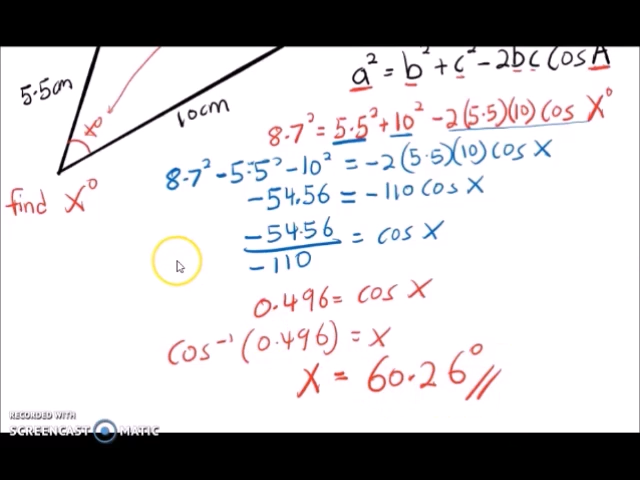 a² = b² + c² - 2bc Cos A
5.5cm
10cm
x°
8.7² = 5.5² + 10² - 2(5.5)(10) cos X°
8.7² - 5.5² - 10² = -2(5.5)(10) cos X
find X°
-54.56 = -110 cos X
-54.56 / -110 = cos X
0.496 = cos X
cos⁻¹(0.496) = X
X = 60.26° //
RECORDED WITH
SCREENCAST MATIC